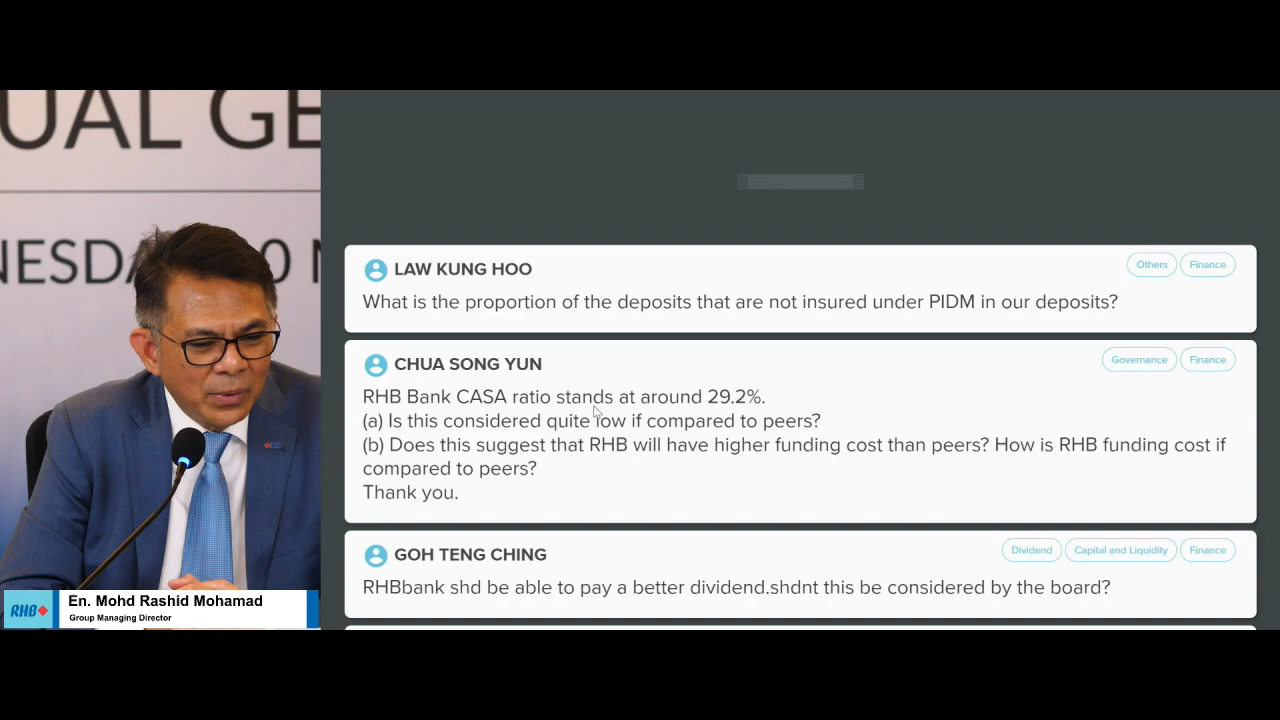 UAL GE
NESDA 0 M
LAW KUNG HOO
Others
Finance
What is the proportion of the deposits that are not insured under PIDM in our deposits?
CHUA SONG YUN
Governance
Finance
RHB Bank CASA ratio stands at around 29.2%.
(a) Is this considered quite low if compared to peers?
(b) Does this suggest that RHB will have higher funding cost than peers? How is RHB funding cost if
compared to peers?
Thank you.
GOH TENG CHING
Dividend
Capital and Liquidity
Finance
RHBbank shd be able to pay a better dividend.shdnt this be considered by the board?
RHB
En. Mohd Rashid Mohamad
Group Managing Director